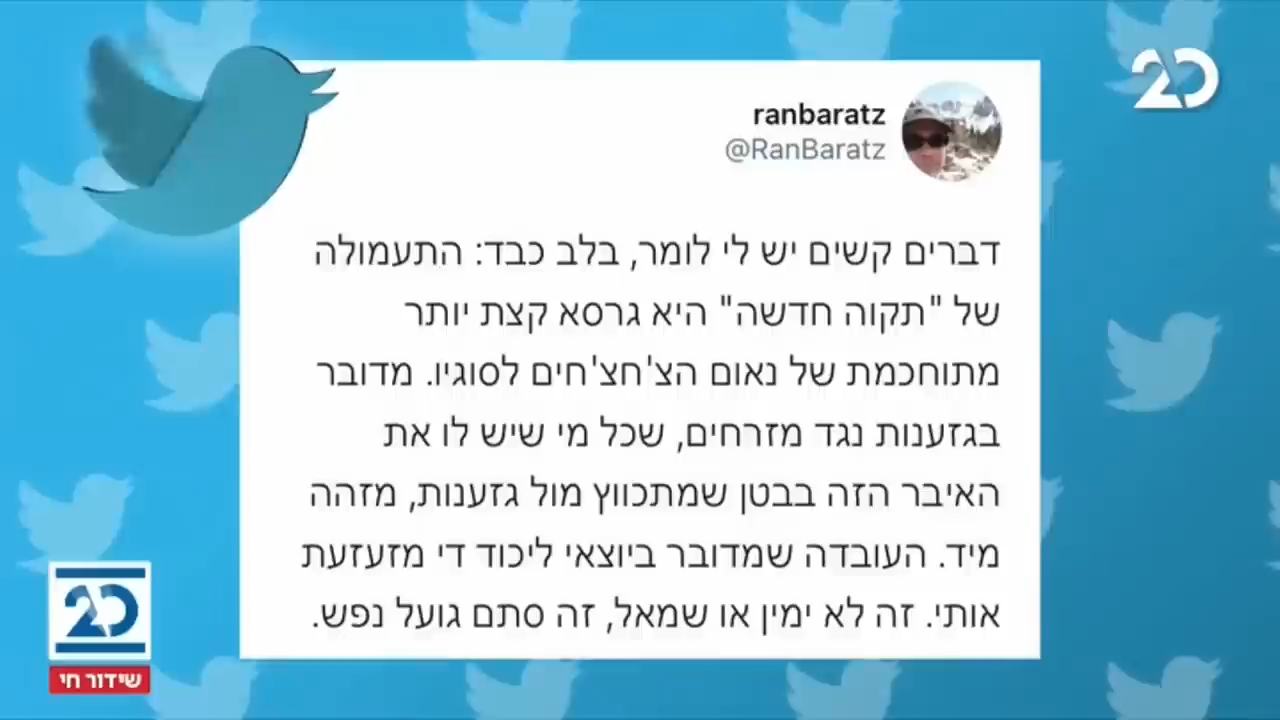 20
ranbaratz
@RanBaratz
דברים קשים יש לי לומר, בלב כבד: התעמולה
של "תקוה חדשה" היא גרסא קצת יותר
מתוחכמת של נאום הצ'חצ'חים לסוגיו. מדובר
בגזענות נגד מזרחים, שכל מי שיש לו את
האיבר הזה בבטן שמתכווץ מול גזענות, מזהה
מיד. העובדה שמדובר ביוצאי ליכוד די מזעזעת
אותי. זה לא ימין או שמאל, זה סתם גועל נפש.
20
שידור חי